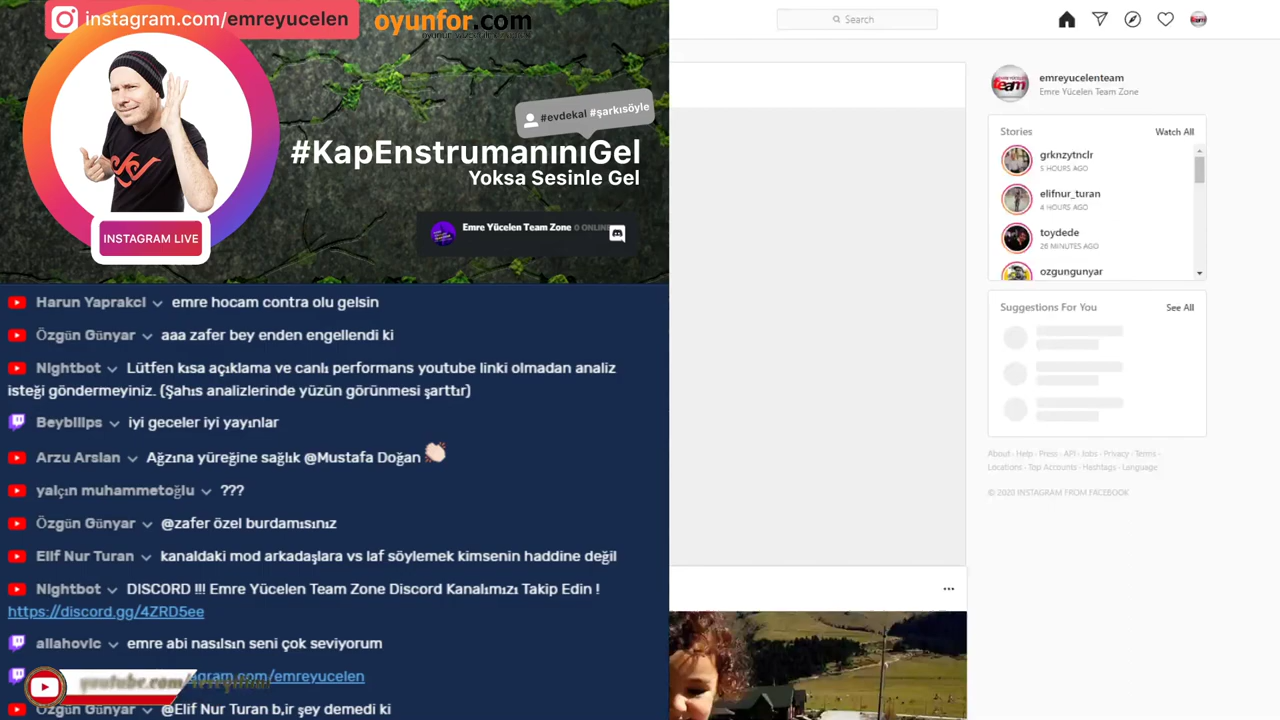 instagram.com/emreyucelen
oyunfor.com
#evdekal #şarkısöyle
#KapEnstrumanınıGel
Yoksa Sesinle Gel
Emre Yücelen Team Zone 0 ONLINE
INSTAGRAM LIVE
Harun Yaprakcı emre hocam contra olu gelsin
Özgün Günyar aaa zafer bey enden engellendi ki
Nightbot Lütfen kısa açıklama ve canlı performans youtube linki olmadan analiz
isteği göndermeyiniz. (Şahıs analizlerinde yüzün görünmesi şarttır)
Beybilips iyi geceler iyi yayınlar
Arzu Arslan Ağzına yüreğine sağlık @Mustafa Doğan
yalçın muhammetoğlu ???
Özgün Günyar @zafer özel burdamısınız
Elif Nur Turan kanaldaki mod arkadaşlara vs laf söylemek kimsenin haddine değil
Nightbot DISCORD !!! Emre Yücelen Team Zone Discord Kanalımızı Takip Edin !
https://discord.gg/4ZRD5ee
allahovic emre abi nasılsın seni çok seviyorum
agram.com/emreyucelen
Özgün Günyar @Elif Nur Turan b,ir şey demedi ki
Search
emreyucelenteam
Emre Yücelen Team Zone
Stories Watch All
grknzytnclr
5 HOURS AGO
elifnur_turan
4 HOURS AGO
toydede
26 MINUTES AGO
ozgungunyar
Suggestions For You See All
About · Help · Press · API · Jobs · Privacy · Terms ·
Locations · Top Accounts · Hashtags · Language
© 2020 INSTAGRAM FROM FACEBOOK